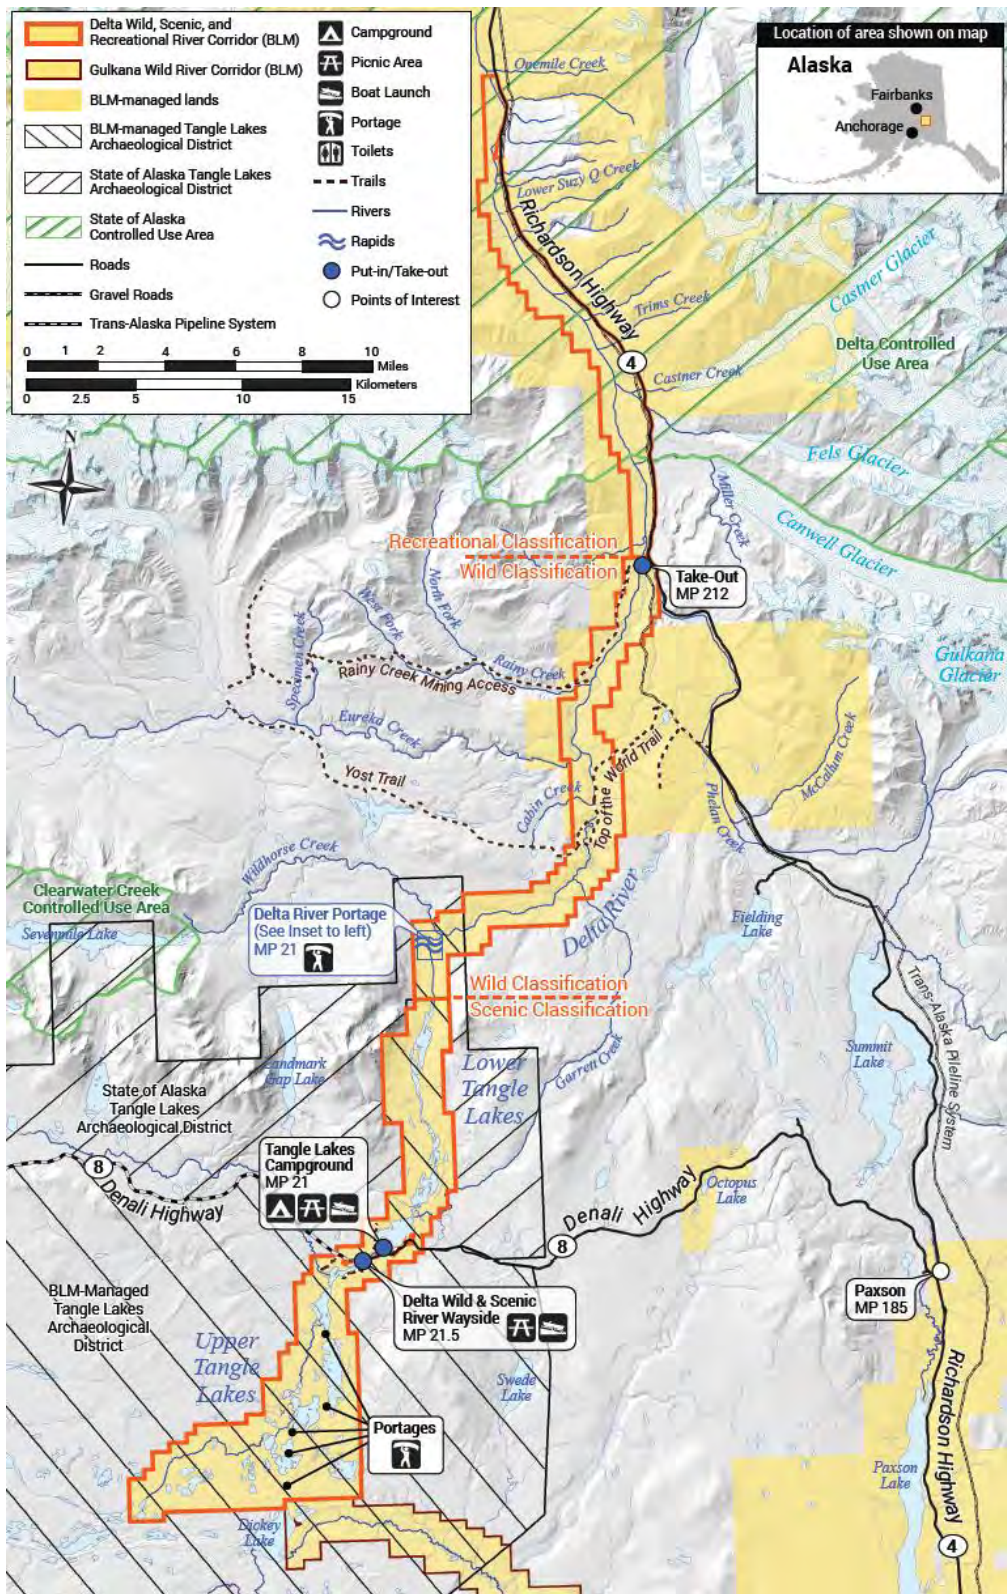 Delta Wild, Scenic, and
Recreational River Corridor (BLM)
Gulkana Wild River Corridor (BLM)
BLM-managed lands
BLM-managed Tangle Lakes
Archaeological District
State of Alaska Tangle Lakes
Archaeological District
State of Alaska
Controlled Use Area
Roads
Gravel Roads
Trans-Alaska Pipeline System
Campground
Picnic Area
Boat Launch
Portage
Toilets
Trails
Rivers
Rapids
Put-in/Take-out
Points of Interest
0 1 2 4 6 8 10
Miles
Kilometers
0 2.5 5 10 15
N
Location of area shown on map
Alaska
Fairbanks
Anchorage
Onemile Creek
Lower Suzy Q Creek
Richardson Highway
Trims Creek
Castner Glacier
Delta Controlled
Use Area
4
Castner Creek
Fels Glacier
Miller Creek
Canwell Glacier
Recreational Classification
Wild Classification
Take-Out
MP 212
North Fork
West Fork
Specimen Creek
Rainy Creek
Rainy Creek Mining Access
Gulkana
Glacier
Eureka Creek
Yost Trail
Top of the World Trail
McCallum Creek
Cabin Creek
Phelan Creek
Wildhorse Creek
Clearwater Creek
Controlled Use Area
Sevenmile Lake
Delta River Portage
(See Inset to left)
MP 21
Delta River
Fielding
Lake
Wild Classification
Scenic Classification
Trans-Alaska Pileline System
Landmark
Gap Lake
Lower
Tangle
Lakes
Garrett Creek
Summit
Lake
State of Alaska
Tangle Lakes
Archaeological District
Tangle Lakes
Campground
MP 21
8
Denali Highway
Octopus
Lake
Denali Highway
8
BLM-Managed
Tangle Lakes
Archaeological
District
Delta Wild & Scenic
River Wayside
MP 21.5
Paxson
MP 185
Upper
Tangle
Lakes
Swede
Lake
Portages
Richardson Highway
Paxson
Lake
Dickey
Lake
4